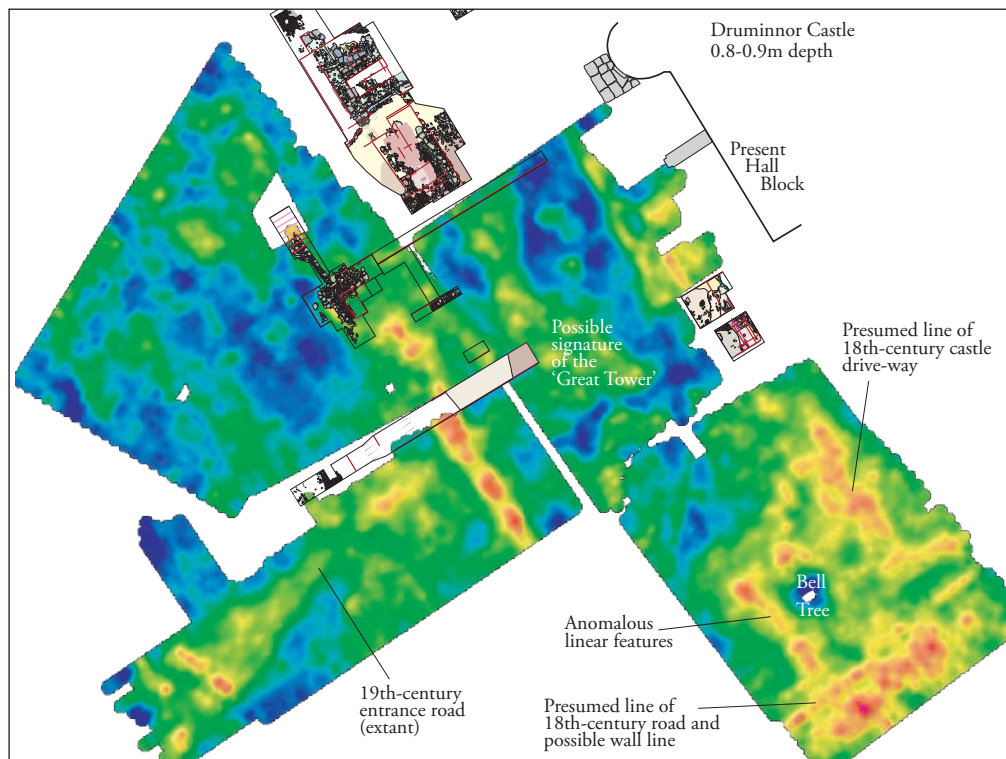 Druminnor Castle
0.8-0.9m depth
Present
Hall
Block
Possible
signature
of the
‘Great Tower’
Presumed line of
18th-century castle
drive-way
Bell
Tree
Anomalous
linear features
19th-century
entrance road
(extant)
Presumed line of
18th-century road and
possible wall line